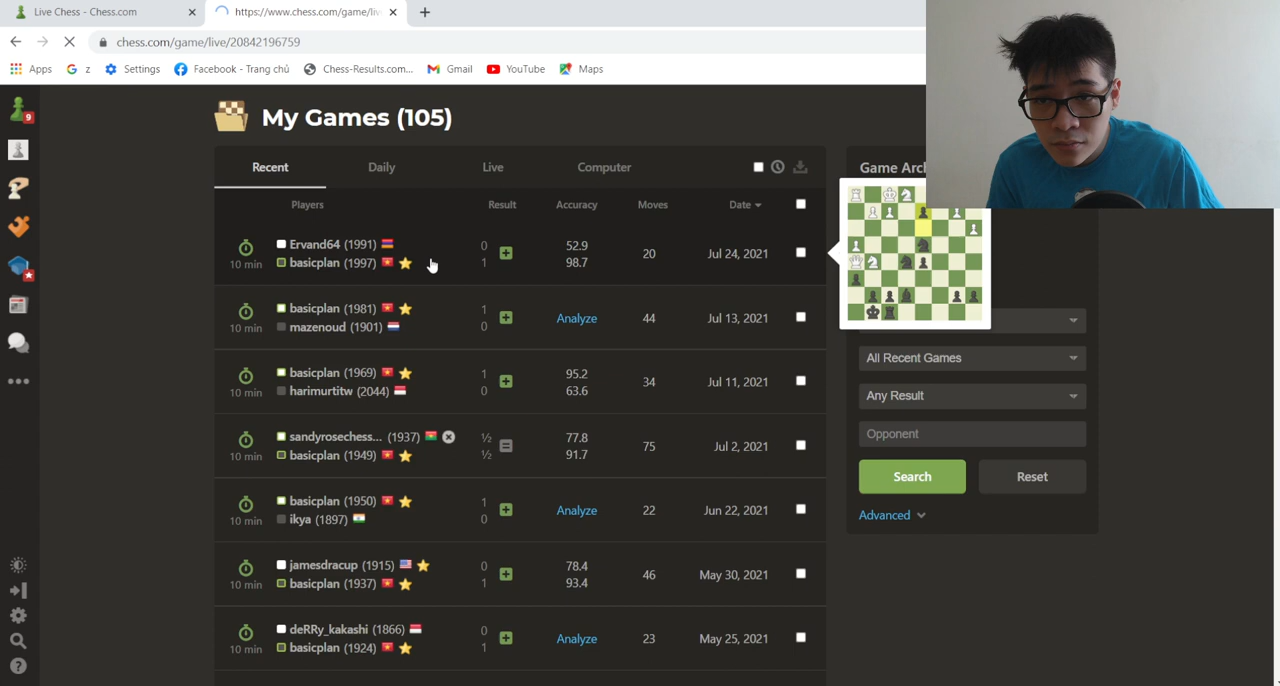 Live Chess - Chess.com
https://www.chess.com/game/liv
chess.com/game/live/20842196759
Apps
z
Settings
Facebook - Trang chủ
Chess-Results.com...
Gmail
YouTube
Maps
9
My Games (105)
Recent Daily Live Computer
Game Arch
Players Result Accuracy Moves Date
10 min
Ervand64 (1991) 0 52.9
basicplan (1997) 1 98.7
20 Jul 24, 2021
10 min
basicplan (1981) 1
mazenoud (1901) 0
Analyze 44 Jul 13, 2021
10 min
basicplan (1969) 1 95.2
harimurtitw (2044) 0 63.6
34 Jul 11, 2021
10 min
sandyrosechess... (1937) ½ 77.8
basicplan (1949) ½ 91.7
75 Jul 2, 2021
10 min
basicplan (1950) 1
ikya (1897) 0
Analyze 22 Jun 22, 2021
10 min
jamesdracup (1915) 0 78.4
basicplan (1937) 1 93.4
46 May 30, 2021
10 min
deRRy_kakashi (1866) 0
basicplan (1924) 1
Analyze 23 May 25, 2021
All Recent Games
Any Result
Opponent
Search Reset
Advanced